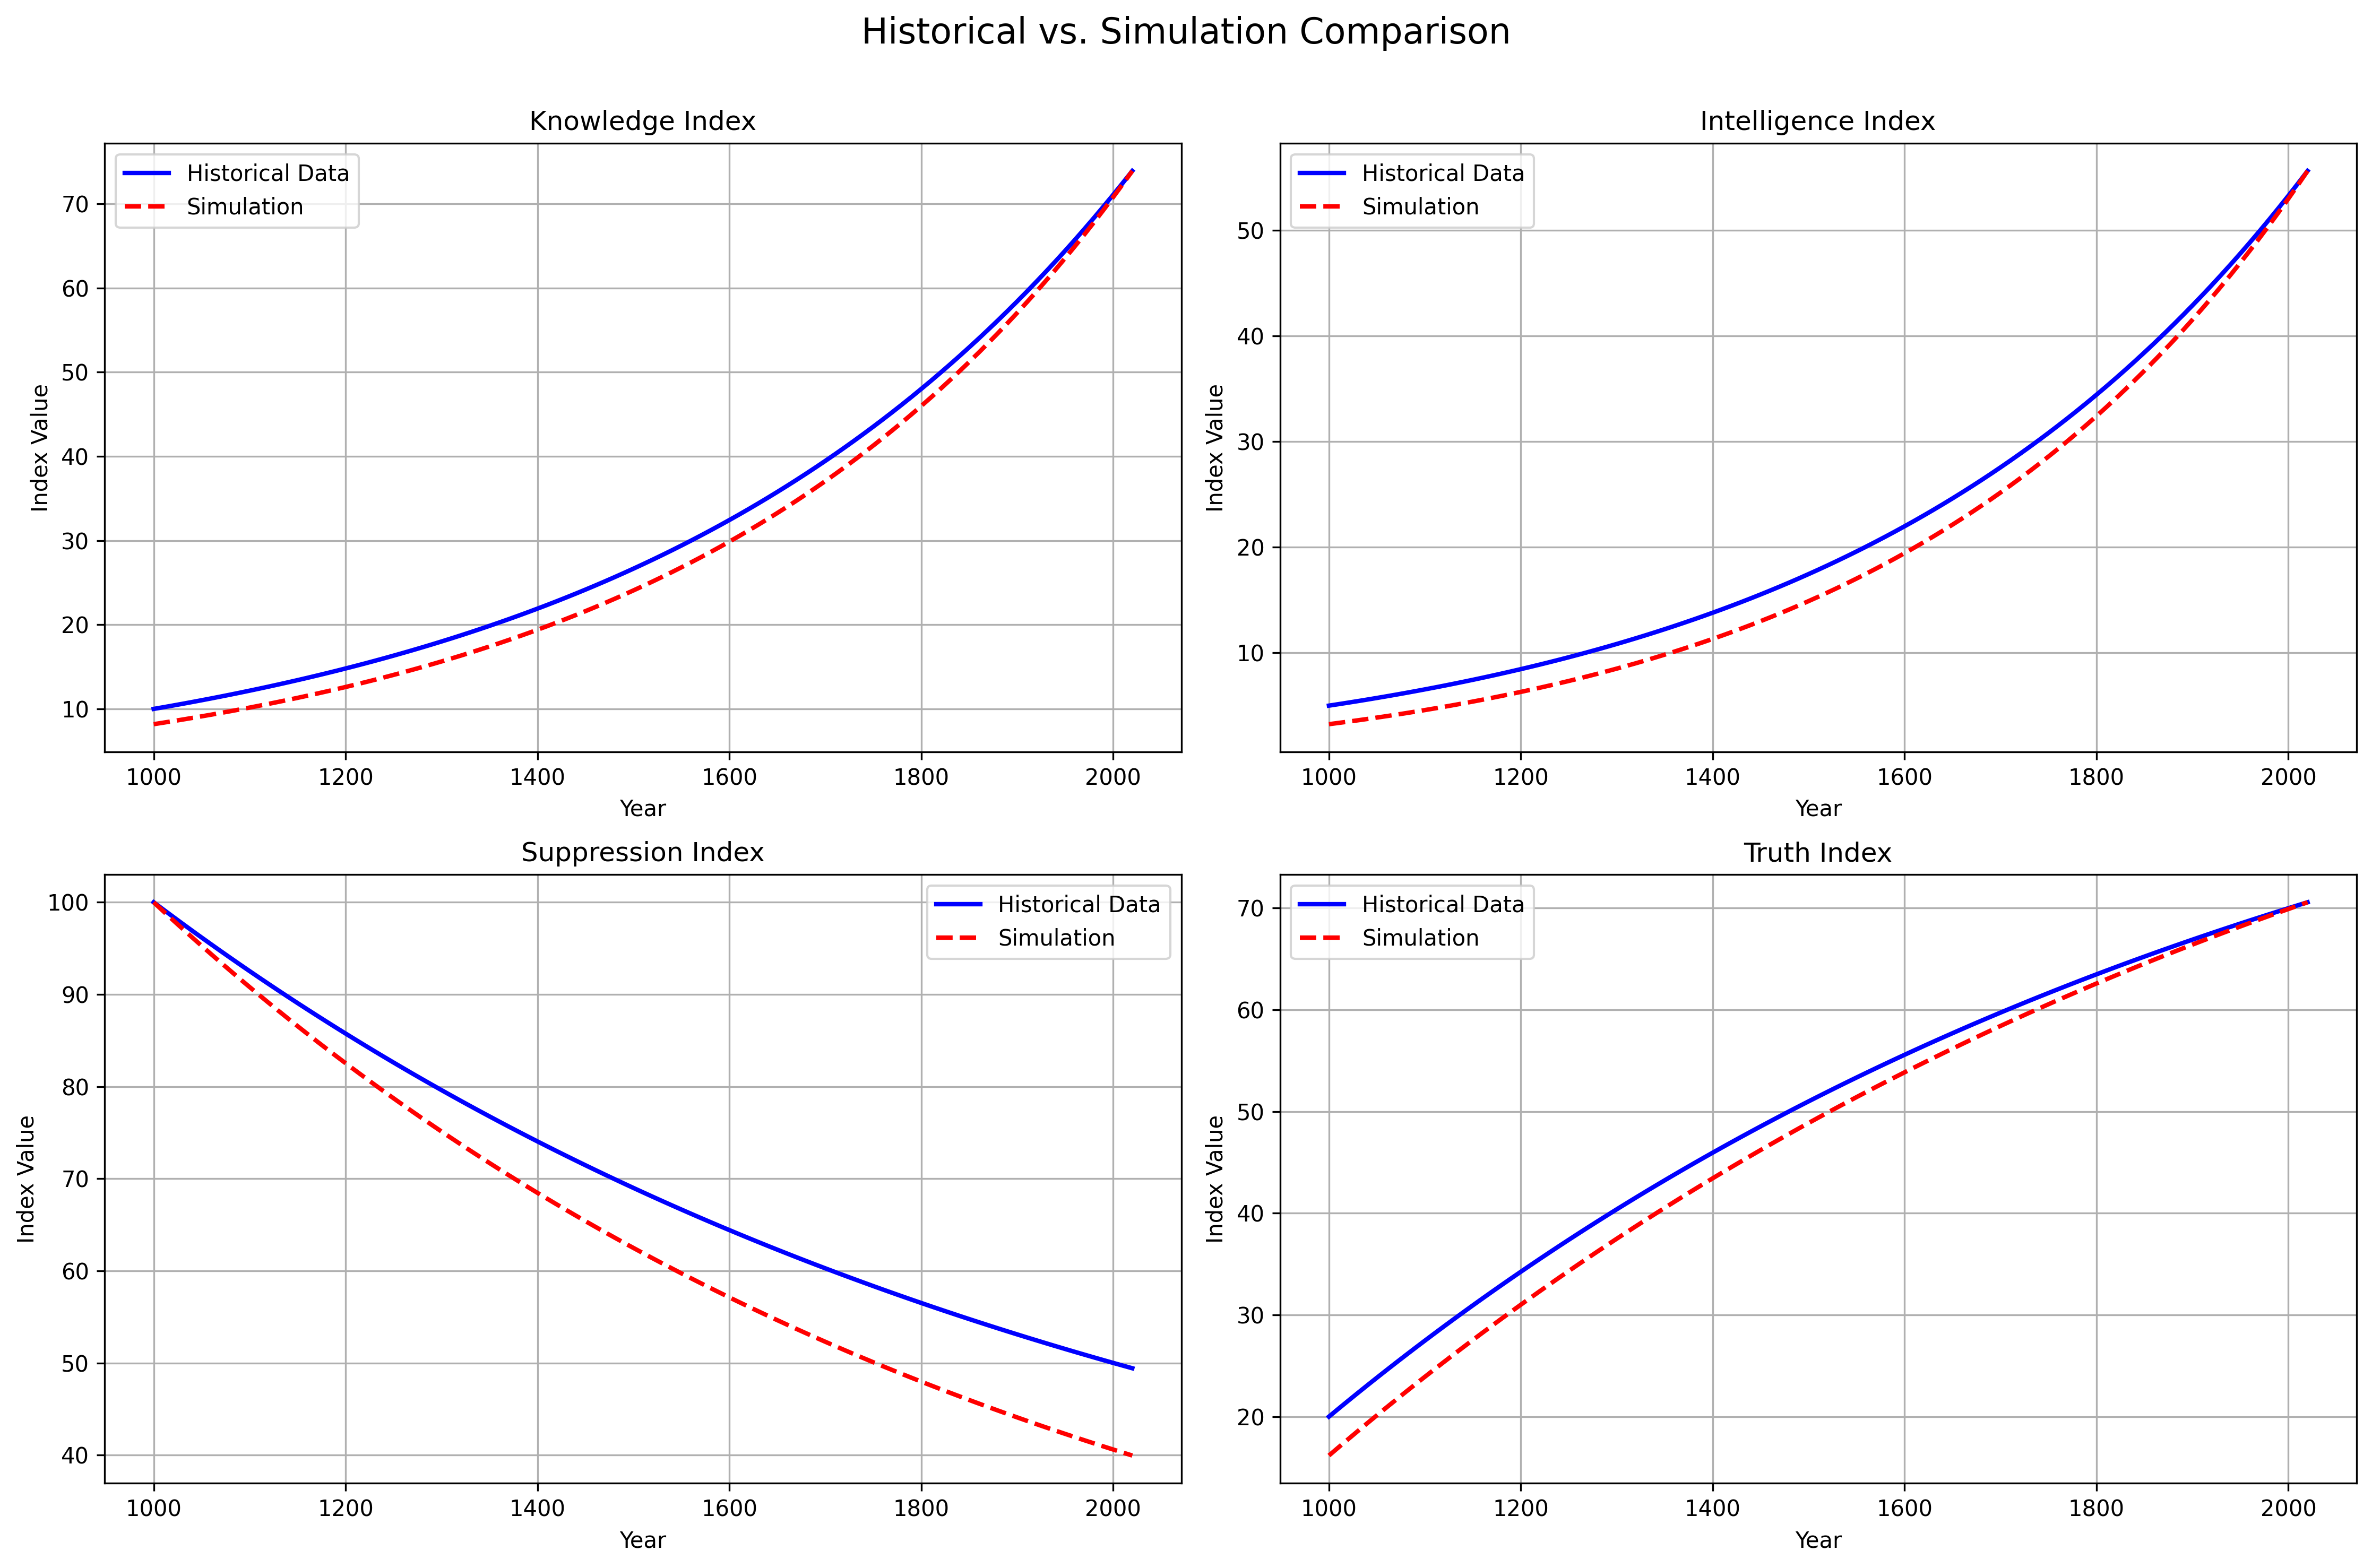 Historical vs. Simulation Comparison
Knowledge Index
Historical Data
Simulation
70
60
50
40
30
20
10
Index Value
1000 1200 1400 1600 1800 2000
Year
Intelligence Index
Historical Data
Simulation
50
40
30
20
10
Index Value
1000 1200 1400 1600 1800 2000
Year
Suppression Index
Historical Data
Simulation
100
90
80
70
60
50
40
Index Value
1000 1200 1400 1600 1800 2000
Year
Truth Index
Historical Data
Simulation
70
60
50
40
30
20
Index Value
1000 1200 1400 1600 1800 2000
Year